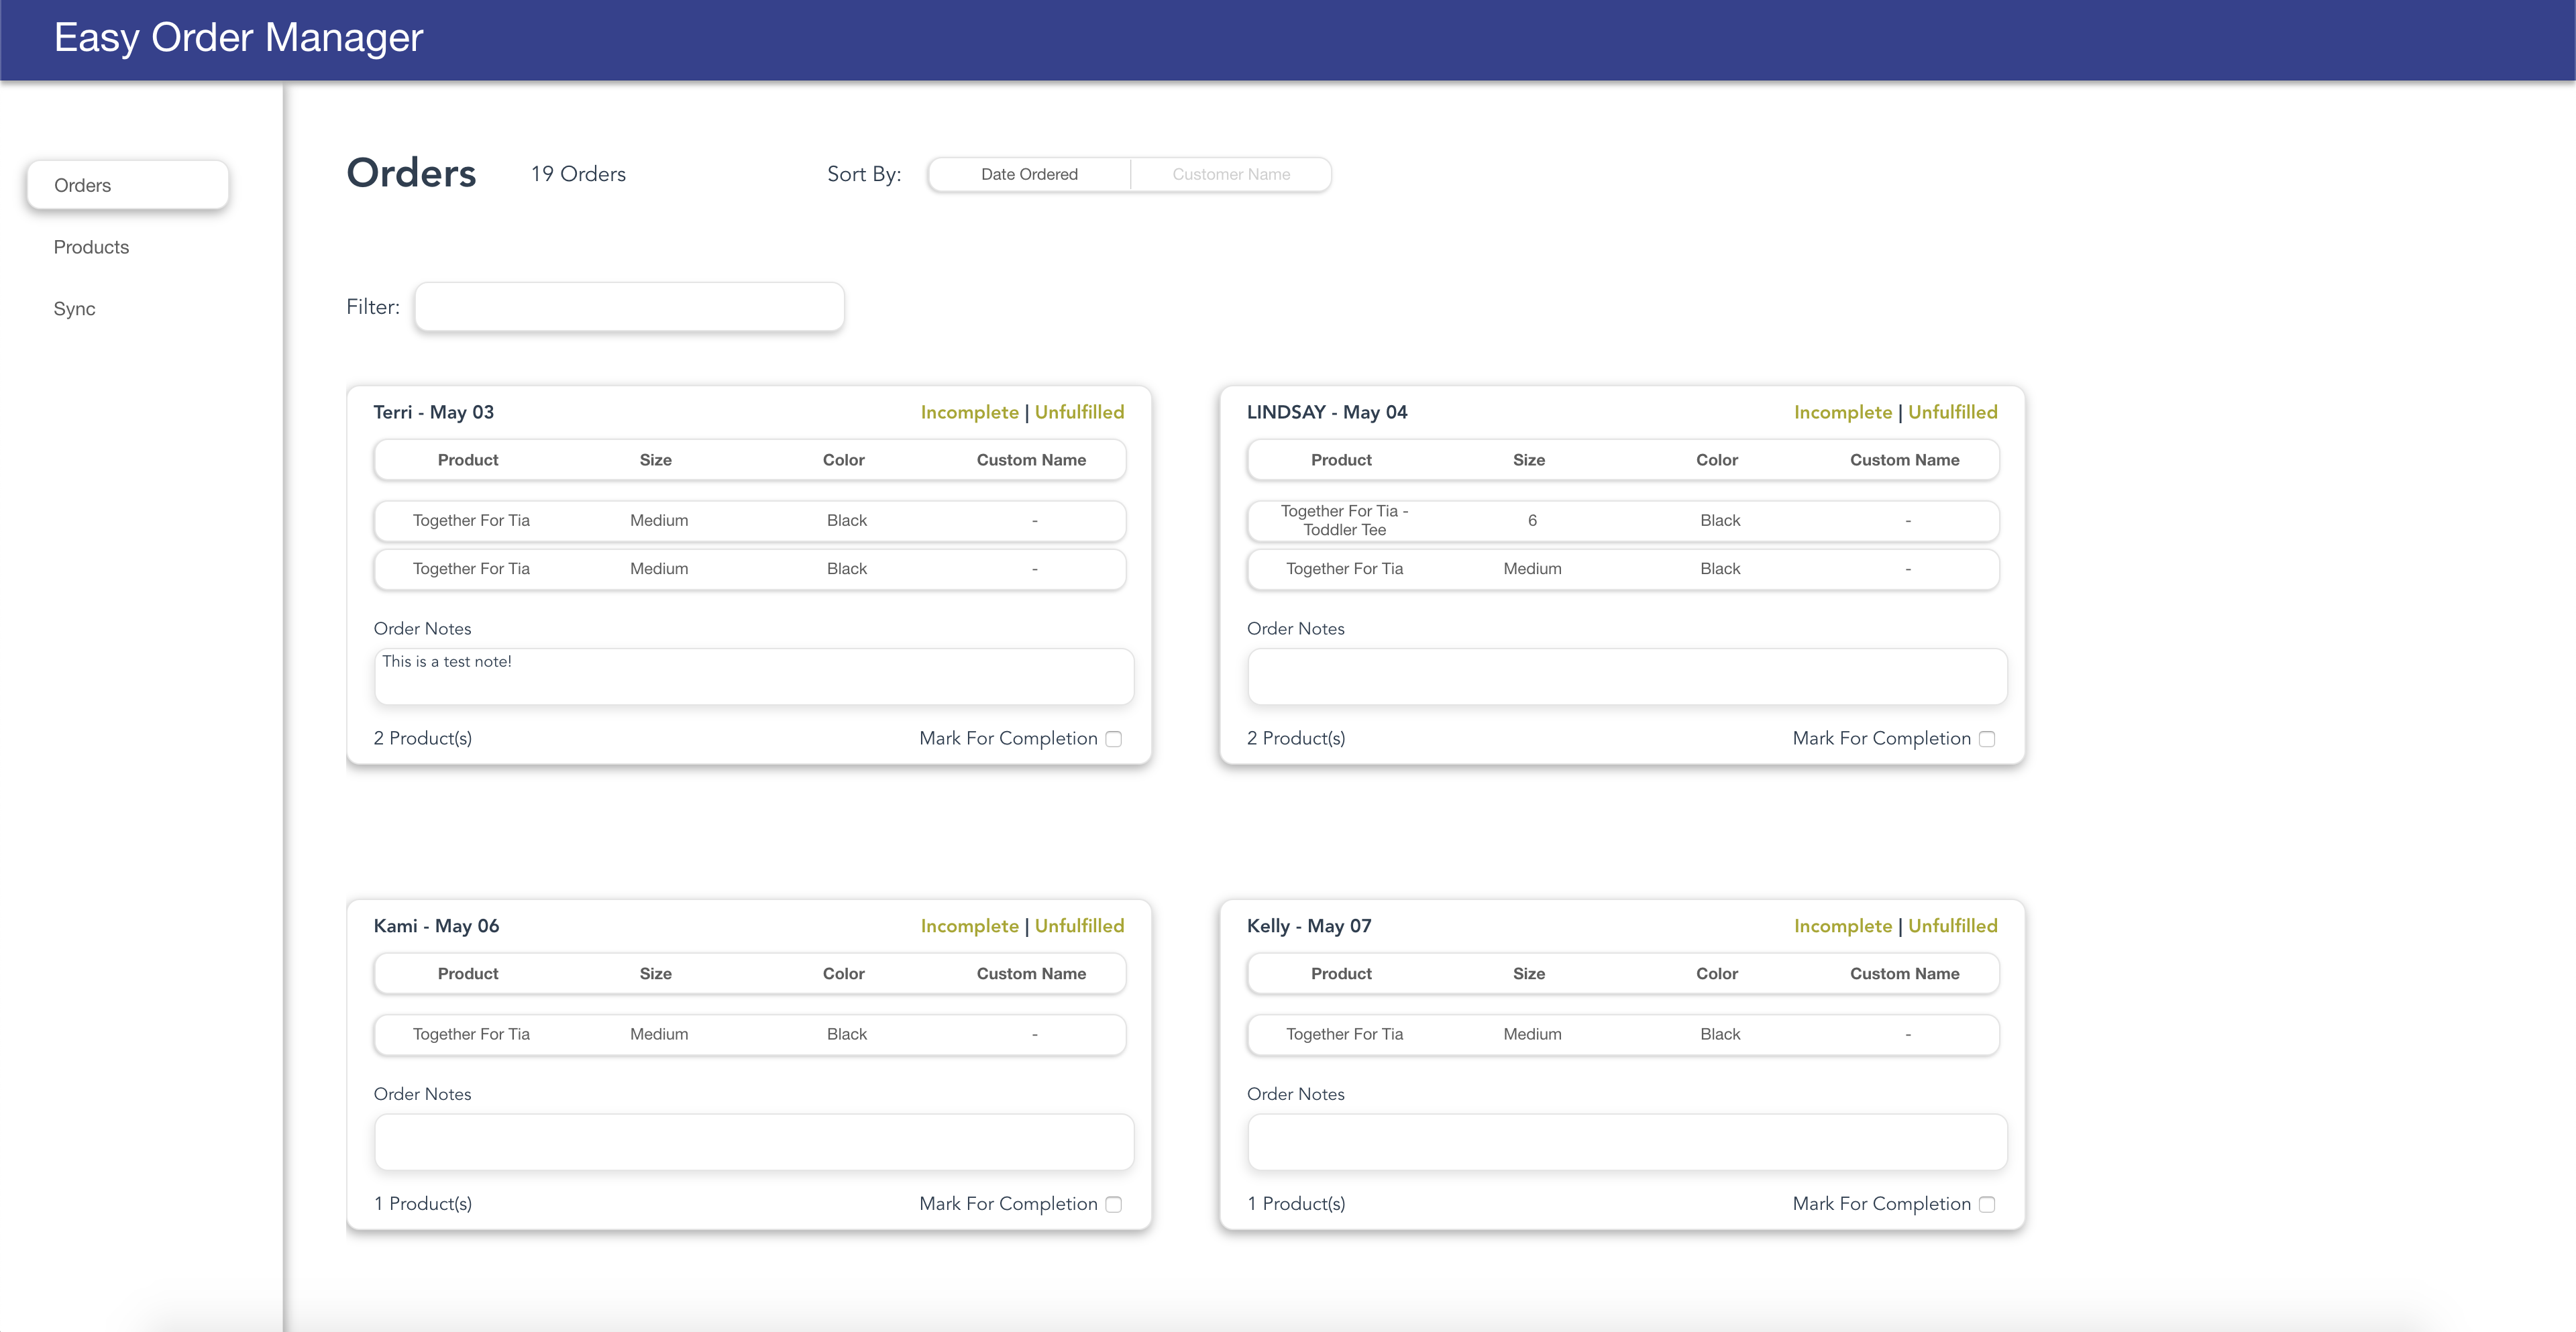 Easy Order Manager
Orders
Products
Sync
Orders 19 Orders Sort By: Date Ordered Customer Name
Filter:
Terri - May 03 Incomplete | Unfulfilled
Product Size Color Custom Name
Together For Tia Medium Black -
Together For Tia Medium Black -
Order Notes
This is a test note!
2 Product(s) Mark For Completion
LINDSAY - May 04 Incomplete | Unfulfilled
Product Size Color Custom Name
Together For Tia -
Toddler Tee 6 Black -
Together For Tia Medium Black -
Order Notes
2 Product(s) Mark For Completion
Kami - May 06 Incomplete | Unfulfilled
Product Size Color Custom Name
Together For Tia Medium Black -
Order Notes
1 Product(s) Mark For Completion
Kelly - May 07 Incomplete | Unfulfilled
Product Size Color Custom Name
Together For Tia Medium Black -
Order Notes
1 Product(s) Mark For Completion